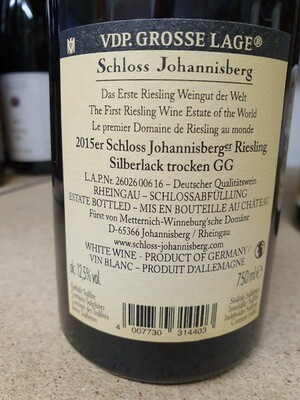 VDP. GROSSE LAGE®
Schloss Johannisberg
Das Erste Riesling Weingut der Welt
The First Riesling Wine Estate of the World
Le premier Domaine de Riesling au monde
2015er Schloss Johannisberger Riesling
Silberlack trocken GG
L.A.P.Nr. 26026 006 16 – Deutscher Qualitätswein
RHEINGAU – SCHLOSSABFÜLLUNG
ESTATE BOTTLED – MIS EN BOUTEILLE AU CHÂTEAU
Fürst von Metternich-Winneburg'sche Domäne
D-65366 Johannisberg / Rheingau
www.schloss-johannisberg.com
WHITE WINE - PRODUCT OF GERMANY /
VIN BLANC - PRODUIT D'ALLEMAGNE
alc. 12,5% vol
750 ml e
4 007730 314403